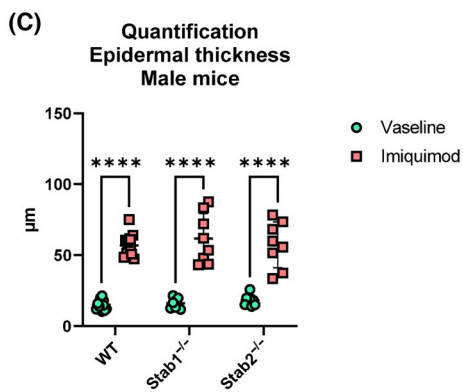 (C)
Quantification
Epidermal thickness
Male mice
Vaseline
Imiquimod
**** **** ****
150
100
50
0
µm
WT
Stab1⁻/⁻
Stab2⁻/⁻